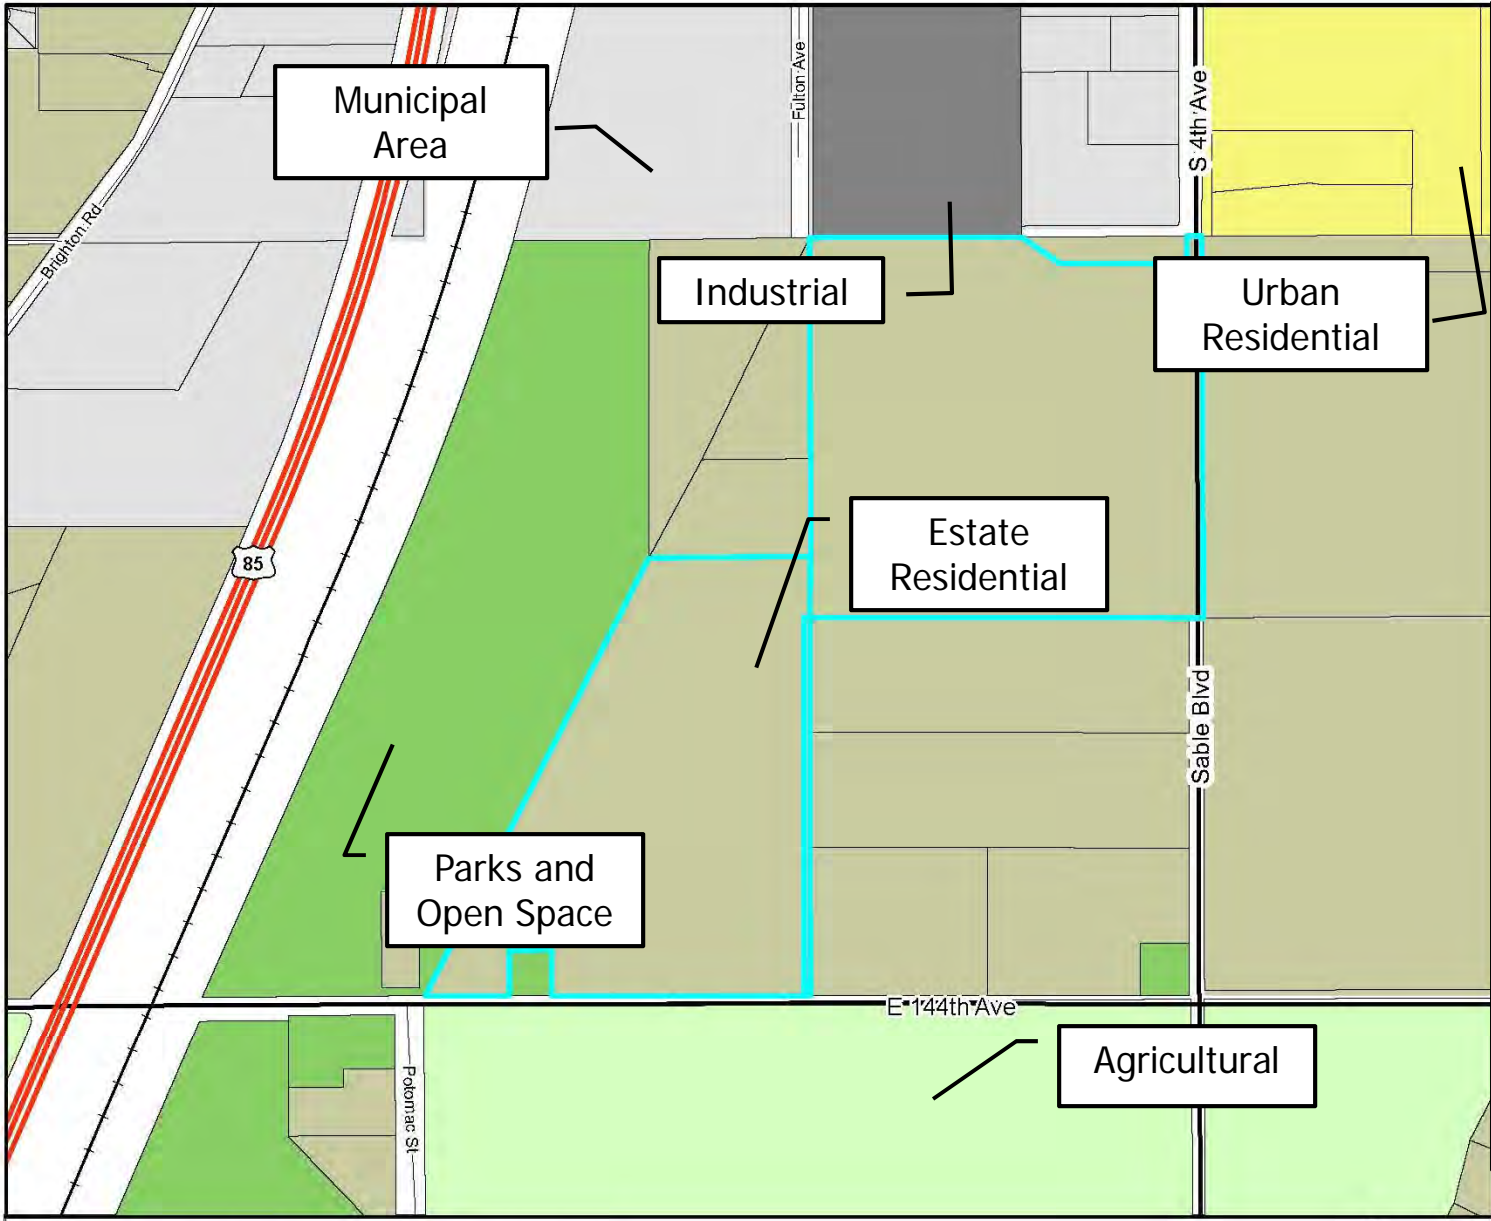 Municipal
Area
Fulton Ave
S 4th Ave
Brighton Rd
Industrial
Urban
Residential
85
Estate
Residential
Sable Blvd
Parks and
Open Space
E 144th Ave
Agricultural
Potomac St